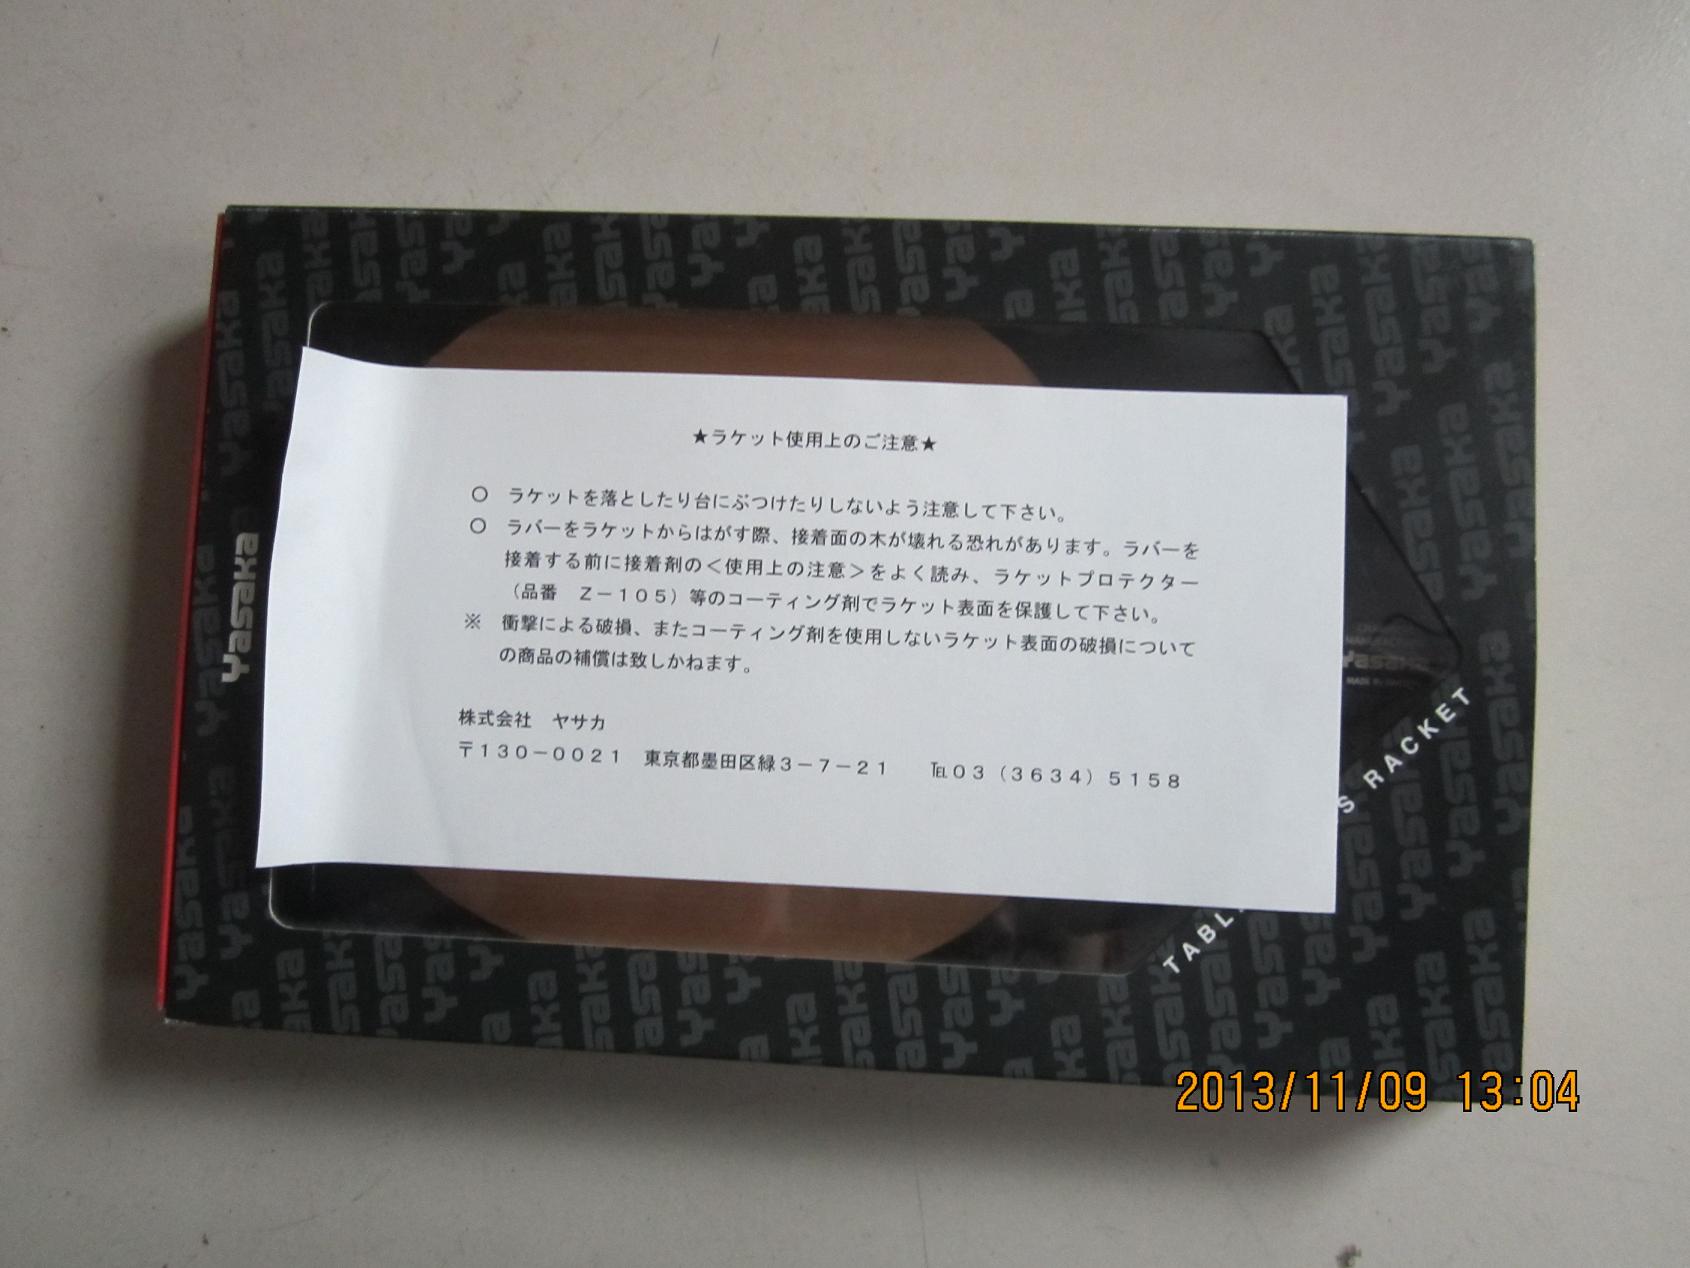 ★ラケット使用上のご注意★
○ ラケットを落としたり台にぶつけたりしないよう注意して下さい。
○ ラバーをラケットからはがす際、接着面の木が壊れる恐れがあります。ラバーを
接着する前に接着剤の＜使用上の注意＞をよく読み、ラケットプロテクター
（品番　Ｚ－１０５）等のコーティング剤でラケット表面を保護して下さい。
※ 衝撃による破損、またコーティング剤を使用しないラケット表面の破損について
の商品の補償は致しかねます。
株式会社　ヤサカ
〒１３０－００２１　東京都墨田区緑３－７－２１　　℡０３（３６３４）５１５８
Yasaka
Yasaka
TABL
S RACKET
2013/11/09 13:04